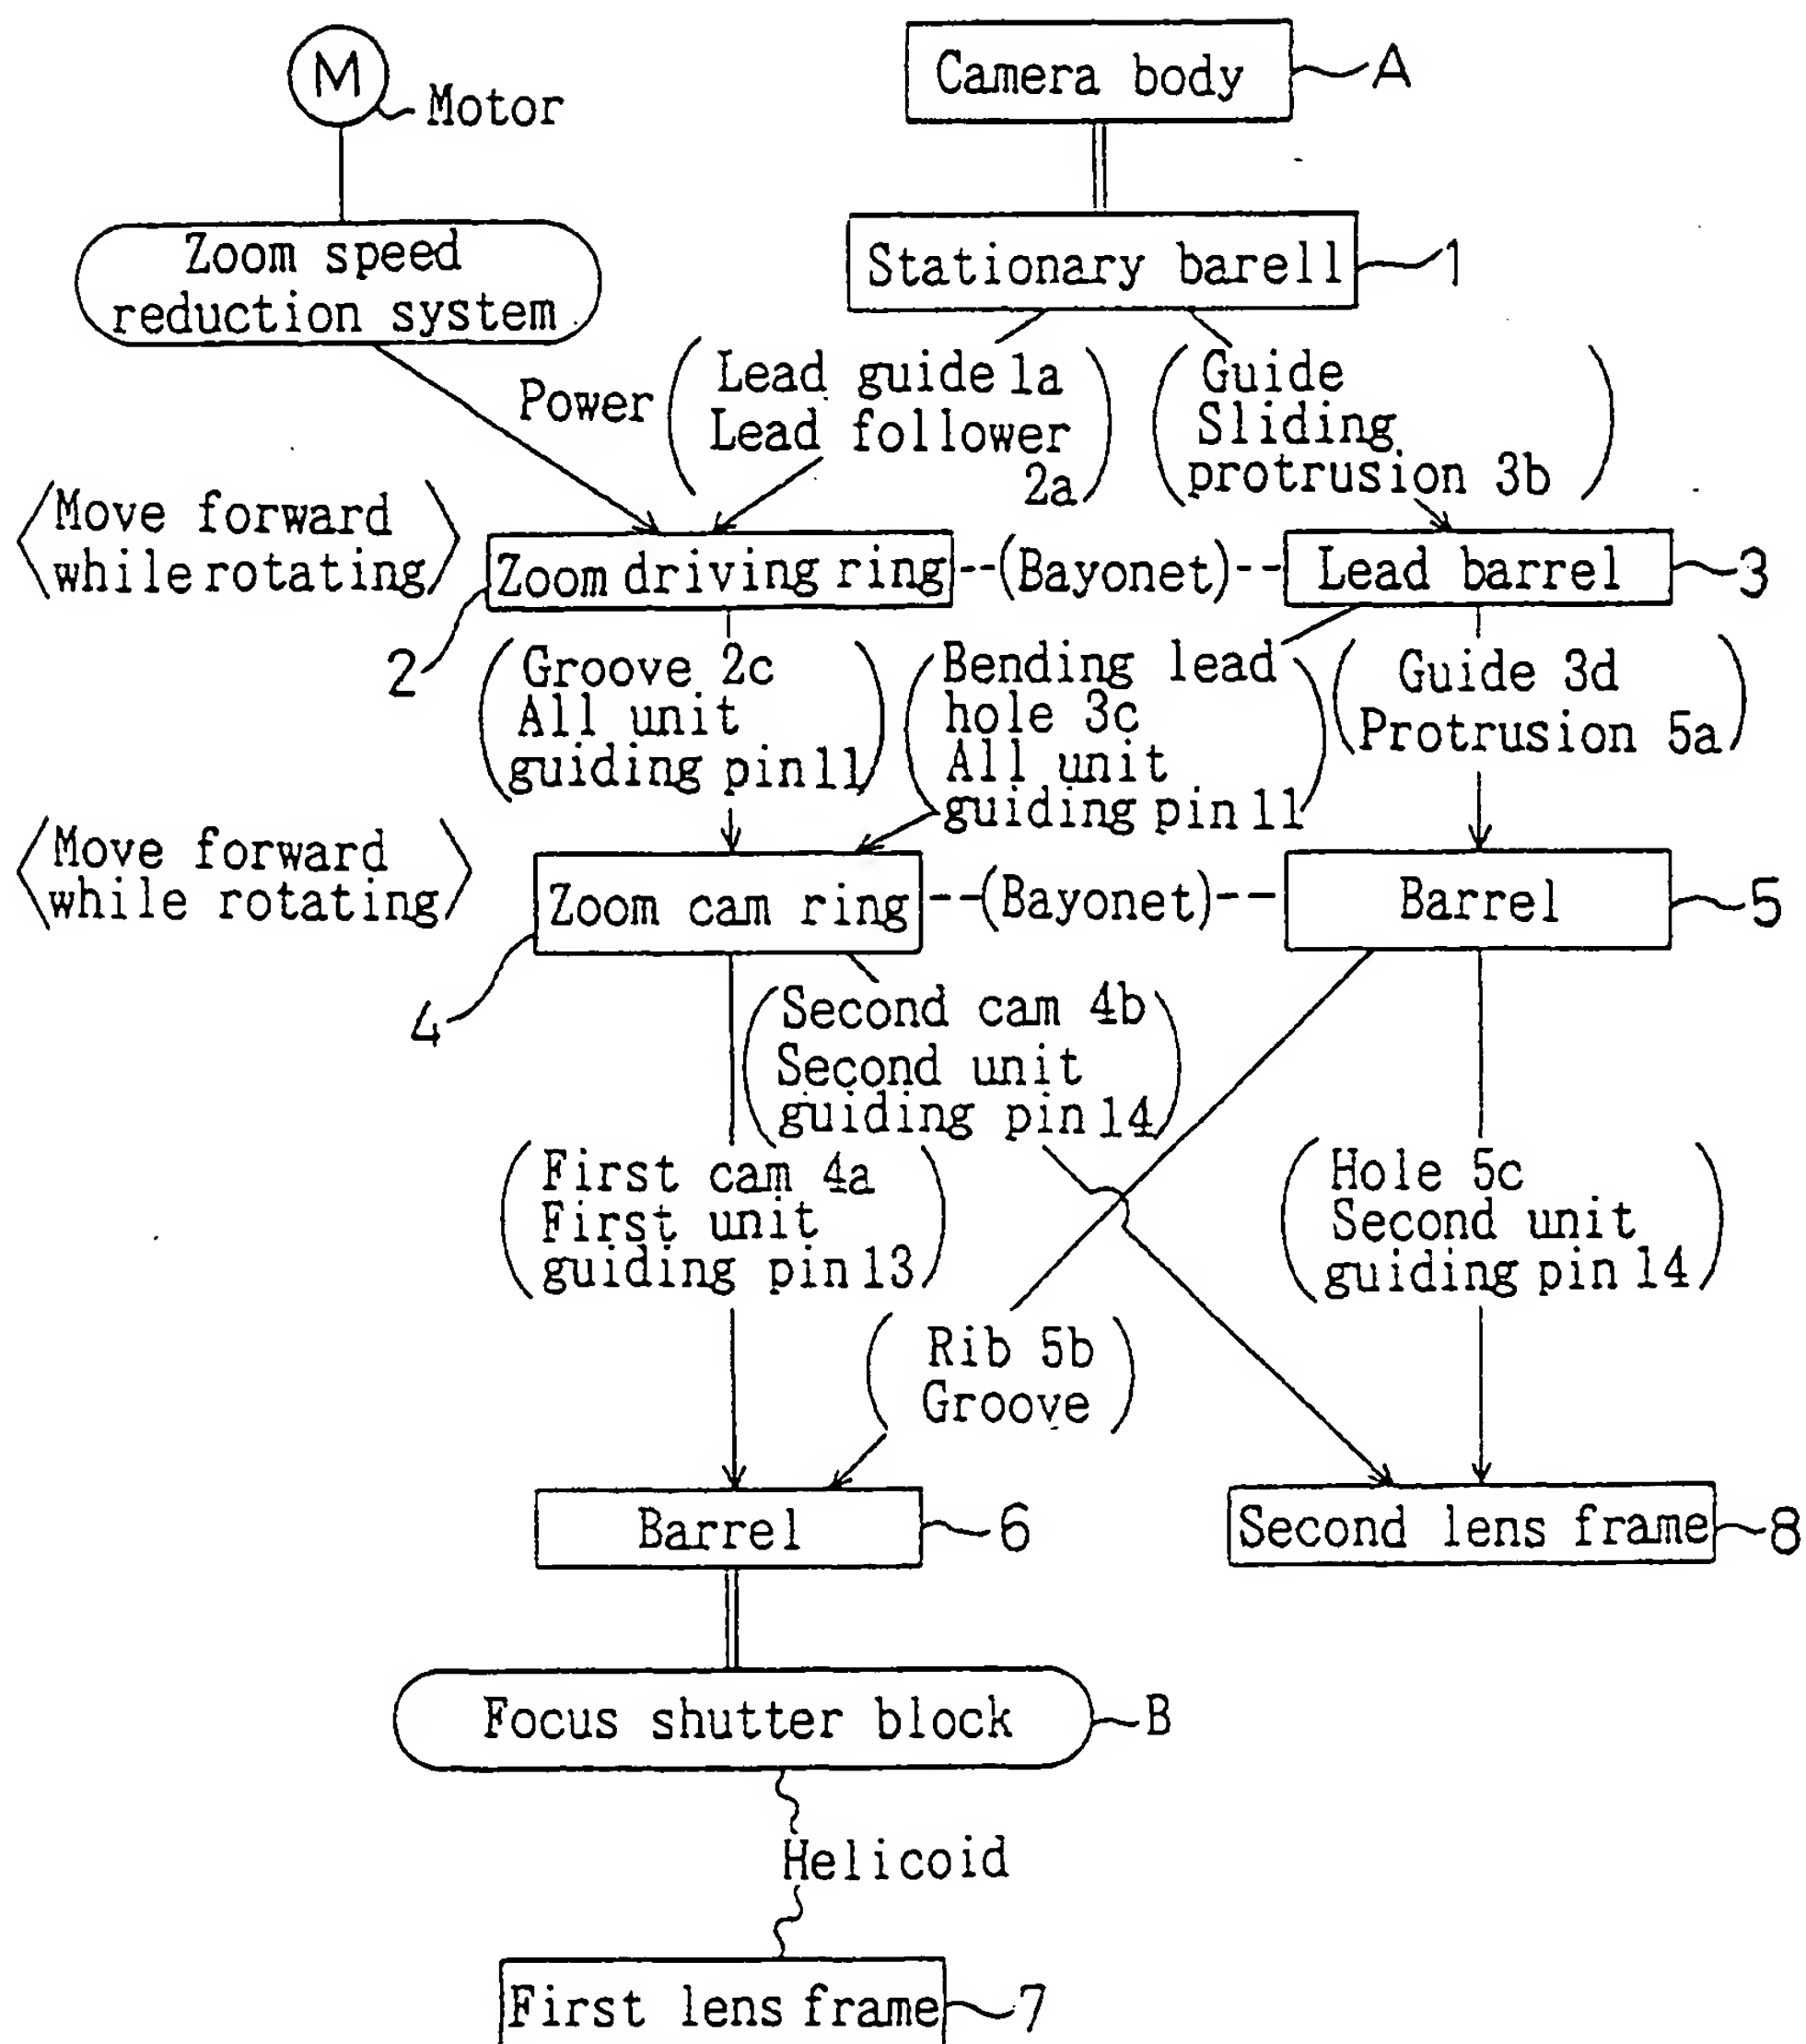 M
Motor
Camera body
A
Zoom speed
reduction system
Stationary barell
1
Power
Lead guide 1a
Lead follower
2a
Guide
Sliding
protrusion 3b
Move forward
while rotating
Zoom driving ring
(Bayonet)
Lead barrel
3
2
Groove 2c
All unit
guiding pin 11
Bending lead
hole 3c
All unit
guiding pin 11
Guide 3d
Protrusion 5a
Move forward
while rotating
Zoom cam ring
(Bayonet)
Barrel
5
4
Second cam 4b
Second unit
guiding pin 14
First cam 4a
First unit
guiding pin 13
Hole 5c
Second unit
guiding pin 14
Rib 5b
Groove
Barrel
6
Second lens frame
8
Focus shutter block
B
Helicoid
First lens frame
7